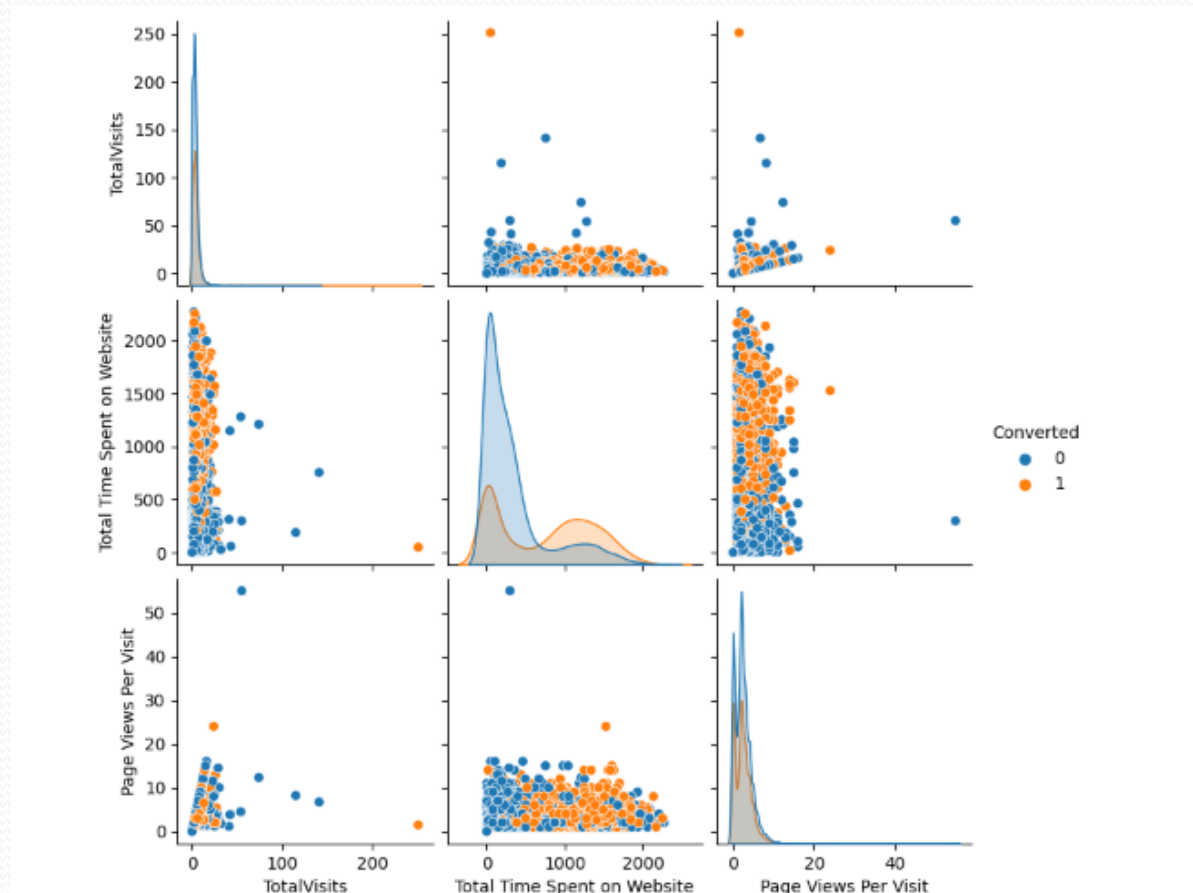 250
200
150
100
50
0
TotalVisits
2000
1500
1000
500
0
Total Time Spent on Website
Converted
0
1
50
40
30
20
10
0
Page Views Per Visit
0 100 200
0 1000 2000
0 20 40
TotalVisits
Total Time Spent on Website
Page Views Per Visit